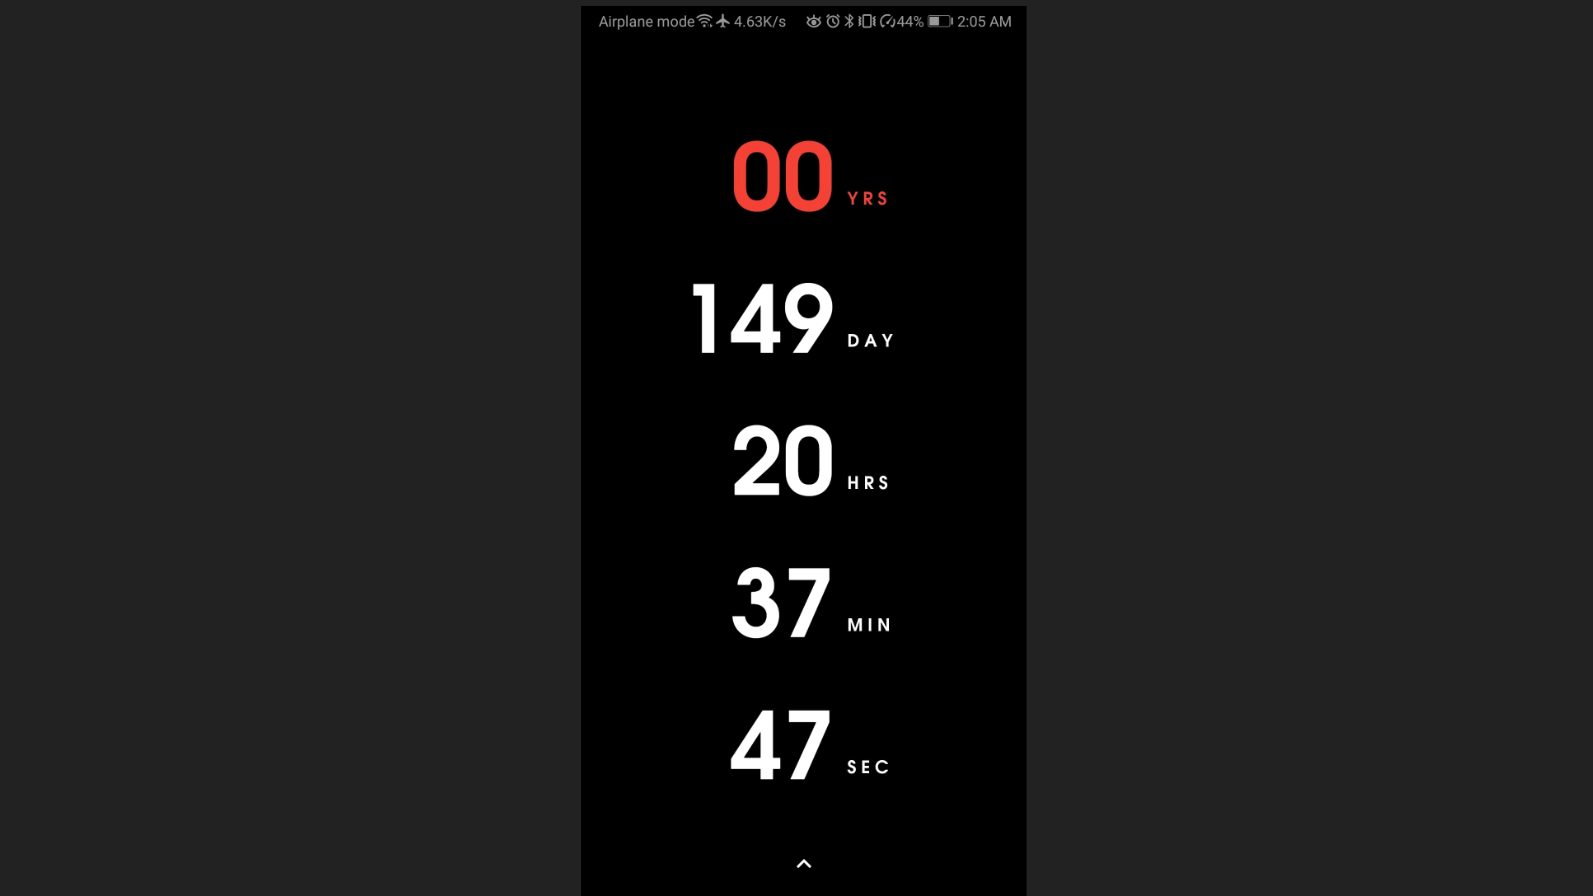 Airplane mode 4.63K/s 44% 2:05 AM
00 YRS
149 DAY
20 HRS
37 MIN
47 SEC